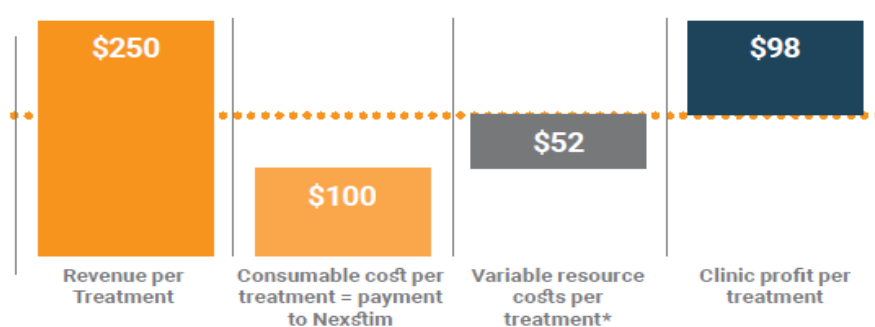 $250
$100
$52
$98
Revenue per
Treatment
Consumable cost per
treatment = payment
to Nexstim
Variable resource
costs per
treatment*
Clinic profit per
treatment